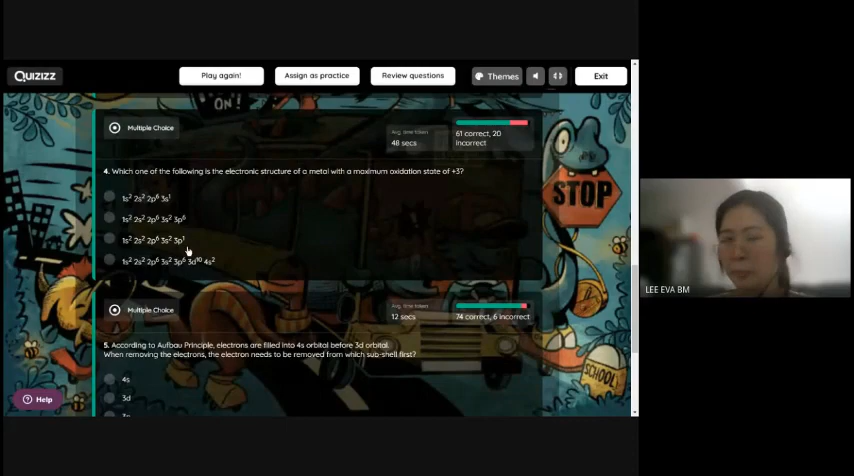 QUIZIZZ
Play again!
Assign as practice
Review questions
Themes
Exit
ON!
Multiple Choice
Avg. time taken
48 secs
61 correct, 20
incorrect
4. Which one of the following is the electronic structure of a metal with a maximum oxidation state of +3?
1s² 2s² 2p⁶ 3s¹
1s² 2s² 2p⁶ 3s² 3p⁶
1s² 2s² 2p⁶ 3s² 3p¹
1s² 2s² 2p⁶ 3s² 3p⁶ 3d¹⁰ 4s²
STOP
Multiple Choice
Avg. time taken
12 secs
74 correct, 6 incorrect
5. According to Aufbau Principle, electrons are filled into 4s orbital before 3d orbital.
When removing the electrons, the electron needs to be removed from which sub-shell first?
4s
3d
SCHOOL
Help
LEE EVA BM